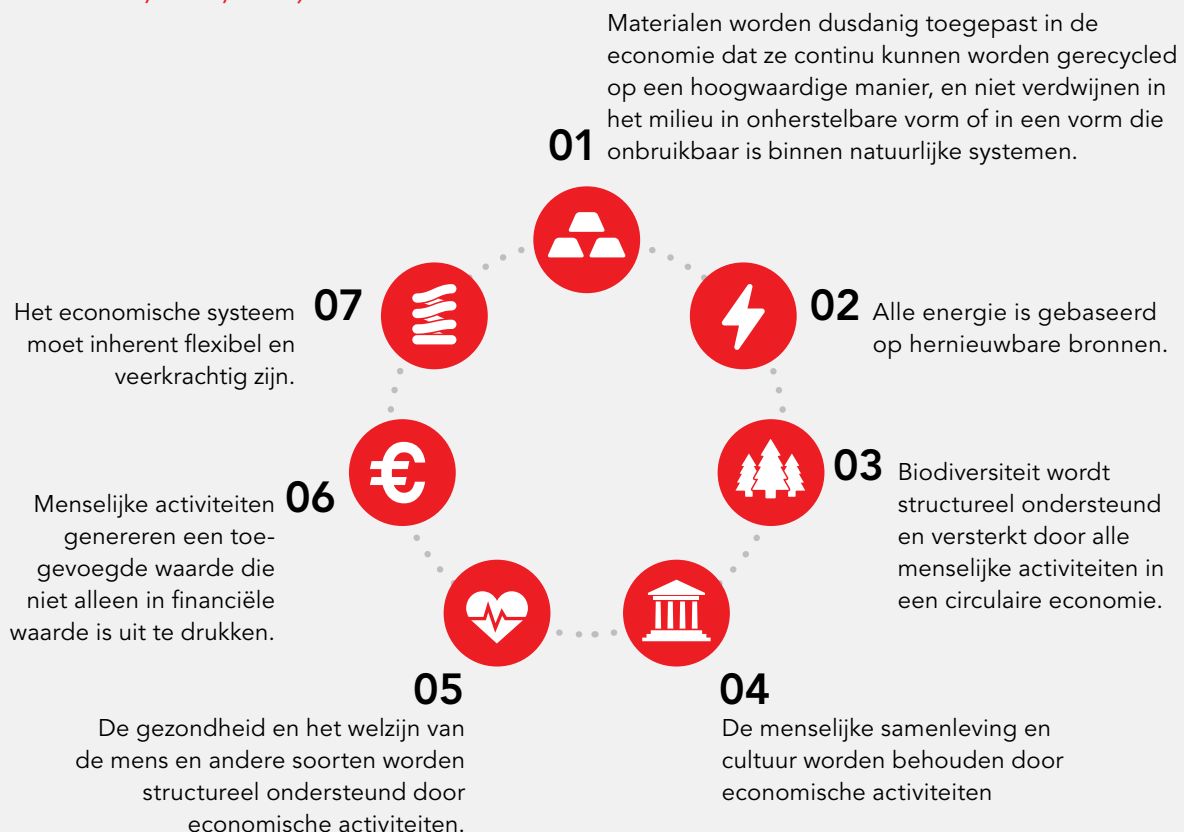 Materialen worden dusdanig toegepast in de
economie dat ze continu kunnen worden gerecycled
op een hoogwaardige manier, en niet verdwijnen in
het milieu in onherstelbare vorm of in een vorm die
01 onbruikbaar is binnen natuurlijke systemen.
02 Alle energie is gebaseerd
op hernieuwbare bronnen.
03 Biodiversiteit wordt
structureel ondersteund
en versterkt door alle
menselijke activiteiten in
een circulaire economie.
04
De menselijke samenleving en
cultuur worden behouden door
economische activiteiten
05
De gezondheid en het welzijn van
de mens en andere soorten worden
structureel ondersteund door
economische activiteiten.
Menselijke activiteiten 06
genereren een toe-
gevoegde waarde die
niet alleen in financiële
waarde is uit te drukken.
Het economische systeem 07
moet inherent flexibel en
veerkrachtig zijn.
€